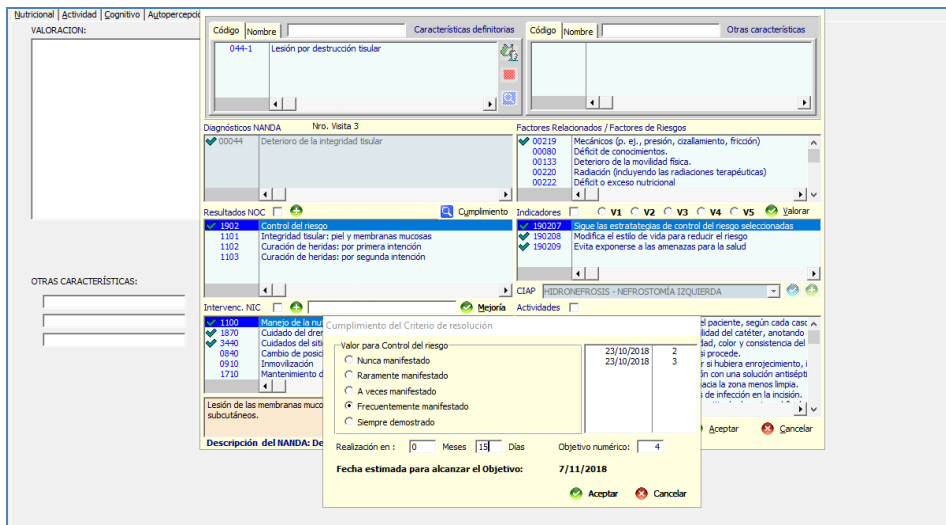 Nutricional Actividad Cognitivo Autopercepci
VALORACION:
Código Nombre Características definitorias
044-1 Lesión por destrucción tisular
Código Nombre Otras características
Diagnósticos NANDA Nro. Visita 3
00044 Deterioro de la integridad tisular
Factores Relacionados / Factores de Riesgos
00219 Mecánicos (p. ej., presión, cizallamiento, fricción)
00080 Déficit de conocimientos.
00133 Deterioro de la movilidad física.
00220 Radiación (incluyendo las radiaciones terapéuticas)
00222 Déficit o exceso nutricional
Resultados NOC Cumplimiento
Indicadores V1 V2 V3 V4 V5 Valorar
1902 Control del riesgo
1101 Integridad tisular: piel y membranas mucosas
1102 Curación de heridas: por primera intención
1103 Curación de heridas: por segunda intención
190207 Sigue las estratategias de control del riesgo seleccionadas
190208 Modifica el estilo de vida para reducir el riesgo
190209 Evita exponerse a las amenazas para la salud
OTRAS CARACTERÍSTICAS:
CIAP HIDRONEFROSIS - NEFROSTOMÍA IZQUIERDA
Intervenc. NIC Mejoría Actividades
1100 Manejo de la nu
1870 Cuidado del dre
3440 Cuidados del siti
0840 Cambio de posici
0910 Inmovilización
1710 Mantenimiento d
el paciente, según cada caso
lidad del catéter, anotando
dad, color y consistencia del
si procede.
r si hubiera enrojecimiento, i
ón con una solución antisépti
hacia la zona menos limpia.
s de infección en la incisión.
Lesión de las membranas muco
subcutáneos.
Descripción del NANDA: De
Aceptar Cancelar
Cumplimiento del Criterio de resolución
Valor para Control del riesgo
Nunca manifestado
Raramente manifestado
A veces manifestado
Frecuentemente manifestado
Siempre demostrado
23/10/2018 2
23/10/2018 3
Realización en : 0 Meses 15 Días Objetivo numérico: 4
Fecha estimada para alcanzar el Objetivo: 7/11/2018
Aceptar Cancelar